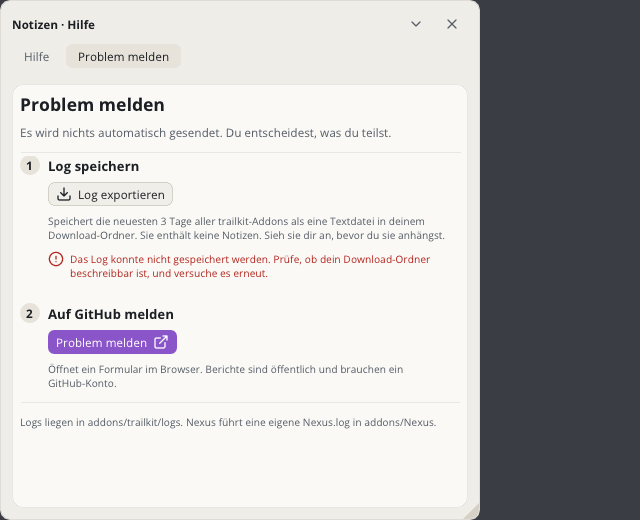 Notizen · Hilfe
Hilfe
Problem melden
Problem melden
Es wird nichts automatisch gesendet. Du entscheidest, was du teilst.
1
Log speichern
Log exportieren
Speichert die neuesten 3 Tage aller trailkit-Addons als eine Textdatei in deinem
Download-Ordner. Sie enthält keine Notizen. Sieh sie dir an, bevor du sie anhängst.
Das Log konnte nicht gespeichert werden. Prüfe, ob dein Download-Ordner
beschreibbar ist, und versuche es erneut.
2
Auf GitHub melden
Problem melden
Öffnet ein Formular im Browser. Berichte sind öffentlich und brauchen ein
GitHub-Konto.
Logs liegen in addons/trailkit/logs. Nexus führt eine eigene Nexus.log in addons/Nexus.